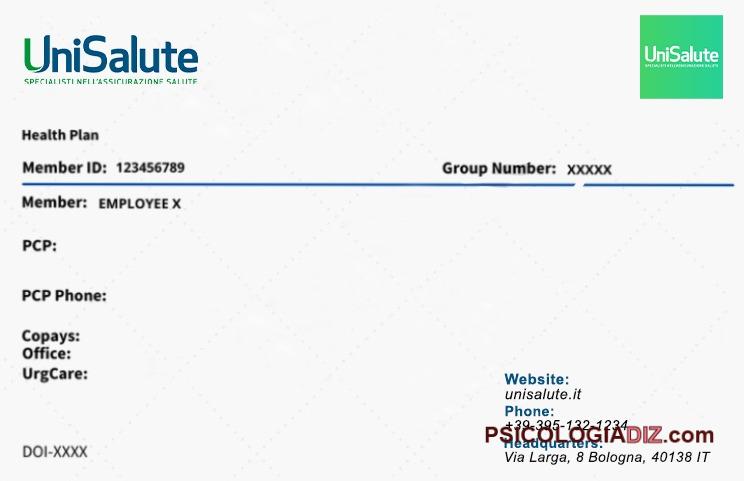 UniSalute
SPECIALISTI NELL'ASSICURAZIONE SALUTE
UniSalute
SPECIALISTI NELL'ASSICURAZIONE SALUTE
Health Plan
Member ID: 123456789
Group Number: XXXXX
Member: EMPLOYEE X
PCP:
PCP Phone:
Copays:
Office:
UrgCare:
Website:
unisalute.it
Phone:
+39-395-132-1234
PSICOLOGIADIZ.com
Headquarters:
Via Larga, 8 Bologna, 40138 IT
DOI-XXXX